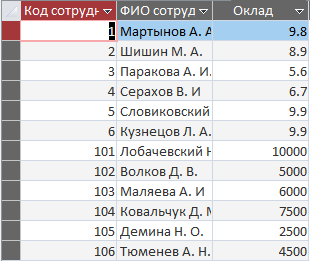 Код сотрудн ФИО сотруд Оклад
1 Мартынов А. А 9.8
2 Шишин М. А. 8.9
3 Паракова А. И. 5.6
4 Серахов В. И 6.7
5 Словиковский 9.9
6 Кузнецов Л. А. 9.9
101 Лобачевский Н 10000
102 Волков Д. В. 5000
103 Маляева А. И 6000
104 Ковальчук Д. М 7500
105 Демина Н. О. 2500
106 Тюменев А. Н. 4500